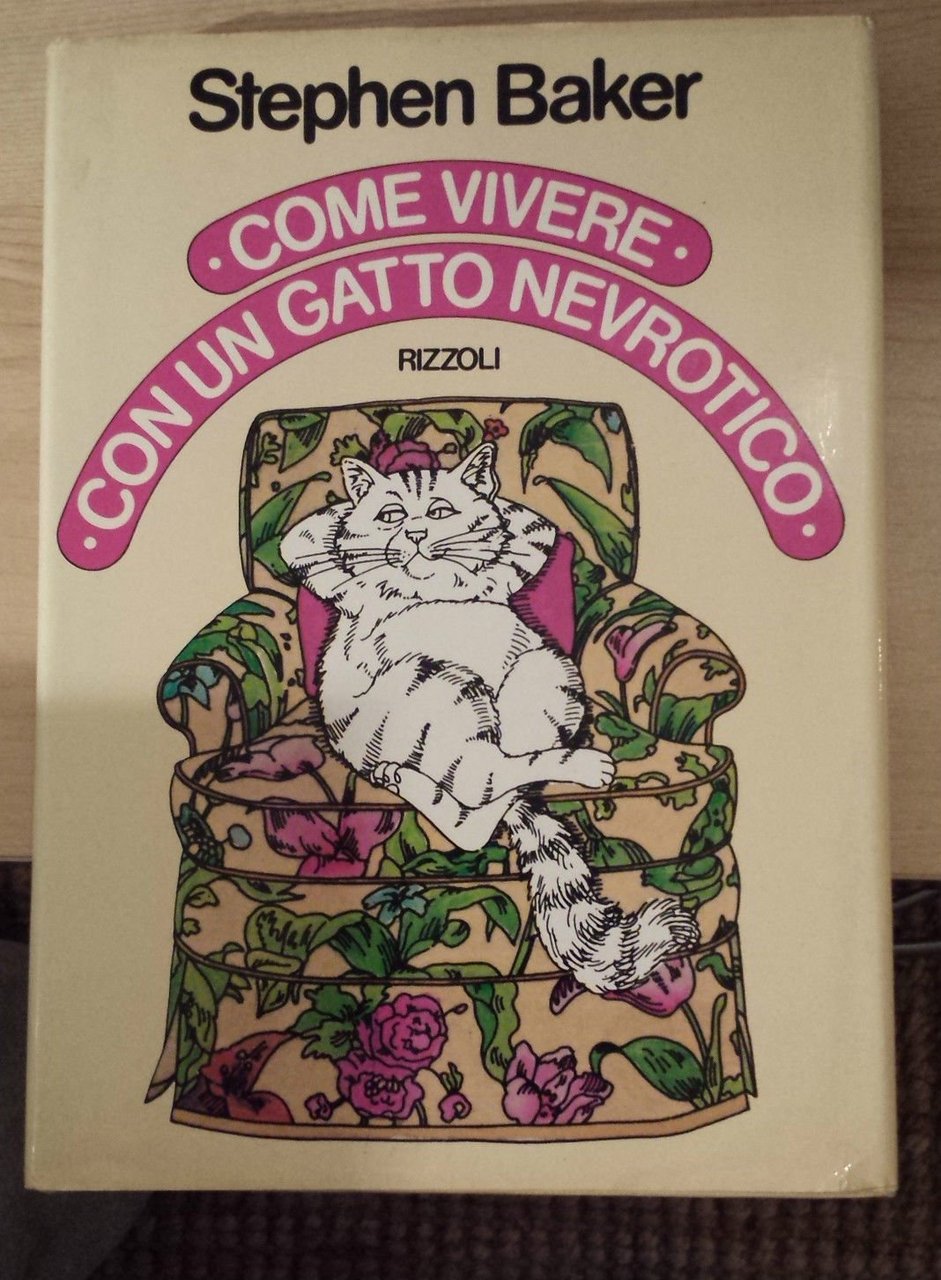 Stephen Baker
• COME VIVERE •
• CON UN GATTO NEVROTICO •
RIZZOLI